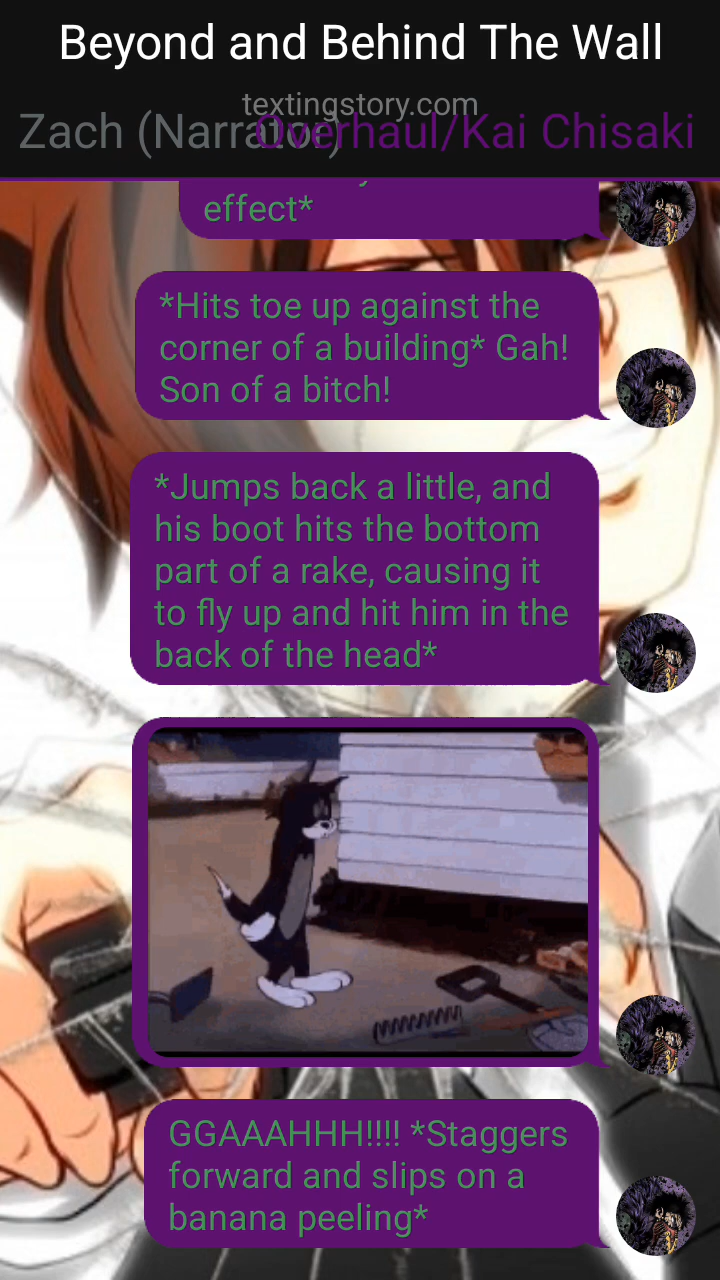 Beyond and Behind The Wall
textingstory.com
Zach (Narrator)
Overhaul/Kai Chisaki
effect*
*Hits toe up against the
corner of a building* Gah!
Son of a bitch!
*Jumps back a little, and
his boot hits the bottom
part of a rake, causing it
to fly up and hit him in the
back of the head*
GGAAAHHH!!!! *Staggers
forward and slips on a
banana peeling*